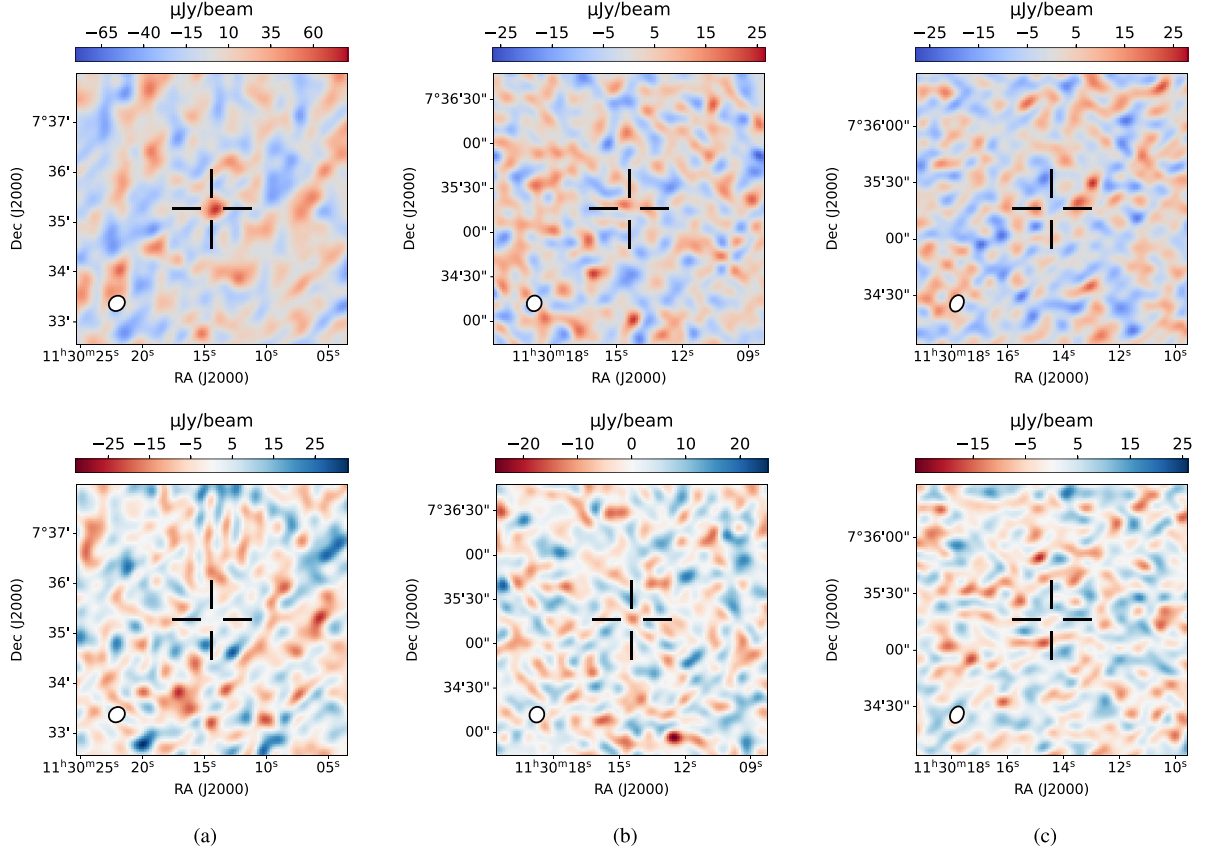 μJy/beam μJy/beam μJy/beam
−65 −40 −15 10 35 60 −25 −15 −5 5 15 25 −25 −15 −5 5 15 25
7°37' 36' 35' 34' 33'
Dec (J2000)
11ʰ30ᵐ25ˢ 20ˢ 15ˢ 10ˢ 05ˢ
RA (J2000)
7°36'30" 00" 35'30" 00" 34'30" 00"
Dec (J2000)
11ʰ30ᵐ18ˢ 15ˢ 12ˢ 09ˢ
RA (J2000)
7°36'00" 35'30" 00" 34'30"
Dec (J2000)
11ʰ30ᵐ18ˢ 16ˢ 14ˢ 12ˢ 10ˢ
RA (J2000)
μJy/beam μJy/beam μJy/beam
−25 −15 −5 5 15 25 −20 −10 0 10 20 −15 −5 5 15 25
7°37' 36' 35' 34' 33'
Dec (J2000)
11ʰ30ᵐ25ˢ 20ˢ 15ˢ 10ˢ 05ˢ
RA (J2000)
7°36'30" 00" 35'30" 00" 34'30" 00"
Dec (J2000)
11ʰ30ᵐ18ˢ 15ˢ 12ˢ 09ˢ
RA (J2000)
7°36'00" 35'30" 00" 34'30"
Dec (J2000)
11ʰ30ᵐ18ˢ 16ˢ 14ˢ 12ˢ 10ˢ
RA (J2000)
(a) (b) (c)